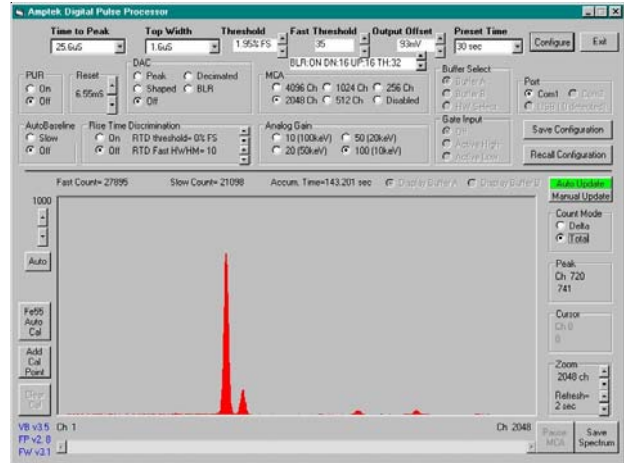 Amptek Digital Pulse Processor
Time to Peak
Top Width
Threshold
Fast Threshold
Output Offset
Preset Time
25.6uS
1.6uS
1.95% FS
35
93mV
30 sec
Configure
Exit
BLR:ON DN:16 UP:16 TH:32
PUR
On
Off
Reset
6.55mS
DAC
Peak
Decimated
Shaped
BLR
Off
MCA
4096 Ch
1024 Ch
256 Ch
2048 Ch
512 Ch
Disabled
Buffer Select
Buffer A
Buffer B
HW Select
Port
Com1
Com2
AutoBaseline
Slow
Off
Rise Time Discrimination
On
RTD threshold= 0% FS
Off
RTD Fast HWHM= 10
Analog Gain
10 (100keV)
50 (20keV)
20 (50keV)
100 (10keV)
Gate Input
Off
Active High
Active Low
Save Configuration
Recall Configuration
Fast Count= 27895
Slow Count= 21098
Accum. Time=143.201 sec
Display Buffer A
Display Buffer B
Auto Update
Manual Update
1000
Auto
Fe55
Auto
Cal
Add
Cal
Point
Clear
Cal
Count Mode
Delta
Total
Peak
Ch 720
741
Cursor
Ch 0
0
Zoom
2048 ch
Refresh=
2 sec
VB v3.5
FP v2.8
FW v3.1
Ch 1
Ch 2048
Pause
MCA
Save
Spectrum